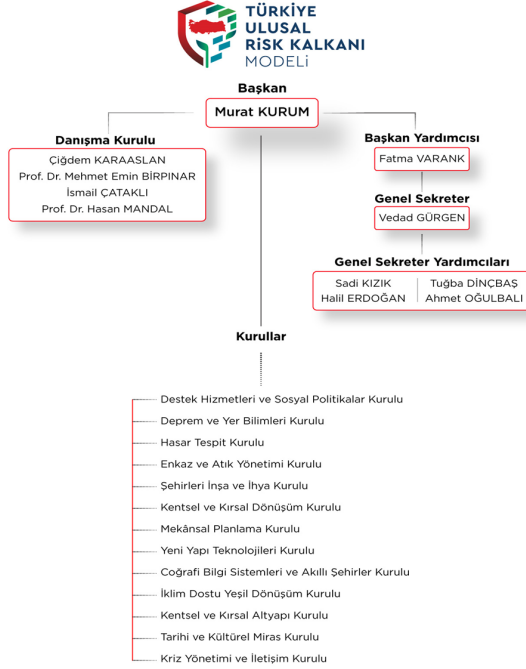 TÜRKİYE
ULUSAL
RİSK KALKANI
MODELİ
Başkan
Murat KURUM
Danışma Kurulu
Çiğdem KARAASLAN
Prof. Dr. Mehmet Emin BİRPINAR
İsmail ÇATAKLI
Prof. Dr. Hasan MANDAL
Başkan Yardımcısı
Fatma VARANK
Genel Sekreter
Vedad GÜRGEN
Genel Sekreter Yardımcıları
Sadi KIZIK
Halil ERDOĞAN
Tuğba DİNÇBAŞ
Ahmet OĞULBALI
Kurullar
Destek Hizmetleri ve Sosyal Politikalar Kurulu
Deprem ve Yer Bilimleri Kurulu
Hasar Tespit Kurulu
Enkaz ve Atık Yönetimi Kurulu
Şehirleri İnşa ve İhya Kurulu
Kentsel ve Kırsal Dönüşüm Kurulu
Mekânsal Planlama Kurulu
Yeni Yapı Teknolojileri Kurulu
Coğrafi Bilgi Sistemleri ve Akıllı Şehirler Kurulu
İklim Dostu Yeşil Dönüşüm Kurulu
Kentsel ve Kırsal Altyapı Kurulu
Tarihi ve Kültürel Miras Kurulu
Kriz Yönetimi ve İletişim Kurulu